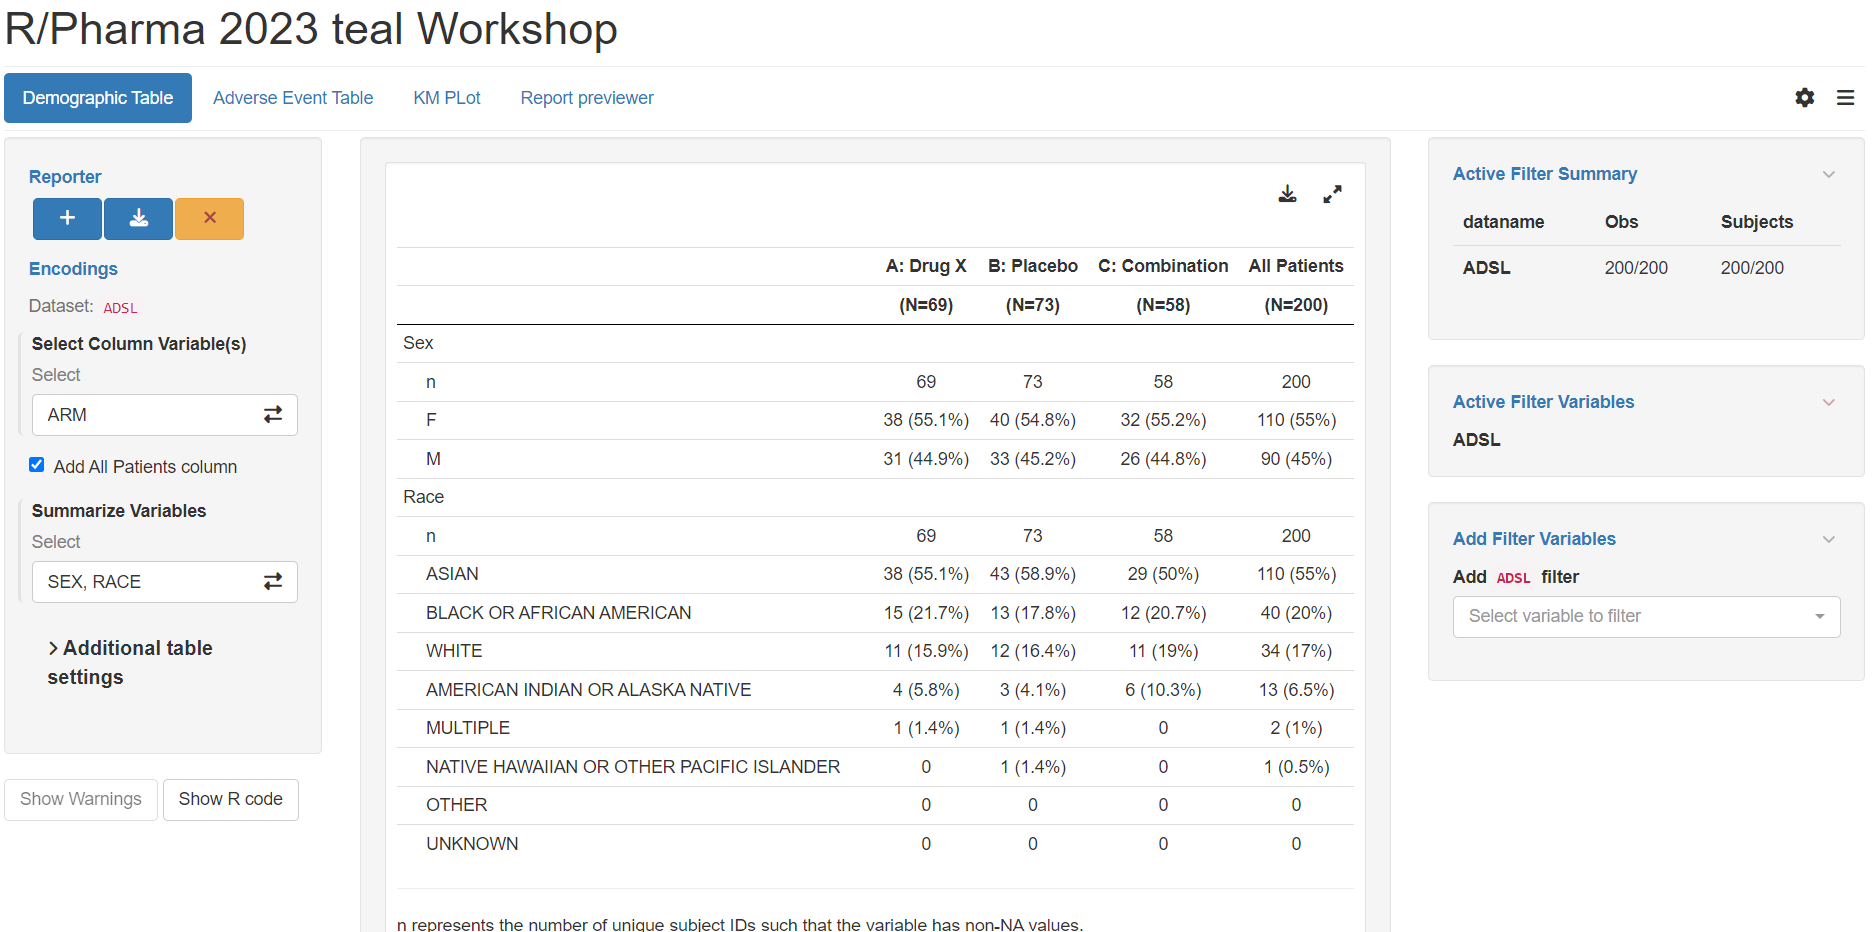 R/Pharma 2023 teal Workshop
Demographic Table Adverse Event Table KM PLot Report previewer
Reporter
Encodings
Dataset: ADSL
Select Column Variable(s)
Select
ARM
Add All Patients column
Summarize Variables
Select
SEX, RACE
Additional table
settings
Show Warnings Show R code
A: Drug X B: Placebo C: Combination All Patients
(N=69) (N=73) (N=58) (N=200)
Sex
n 69 73 58 200
F 38 (55.1%) 40 (54.8%) 32 (55.2%) 110 (55%)
M 31 (44.9%) 33 (45.2%) 26 (44.8%) 90 (45%)
Race
n 69 73 58 200
ASIAN 38 (55.1%) 43 (58.9%) 29 (50%) 110 (55%)
BLACK OR AFRICAN AMERICAN 15 (21.7%) 13 (17.8%) 12 (20.7%) 40 (20%)
WHITE 11 (15.9%) 12 (16.4%) 11 (19%) 34 (17%)
AMERICAN INDIAN OR ALASKA NATIVE 4 (5.8%) 3 (4.1%) 6 (10.3%) 13 (6.5%)
MULTIPLE 1 (1.4%) 1 (1.4%) 0 2 (1%)
NATIVE HAWAIIAN OR OTHER PACIFIC ISLANDER 0 1 (1.4%) 0 1 (0.5%)
OTHER 0 0 0 0
UNKNOWN 0 0 0 0
n represents the number of unique subject IDs such that the variable has non-NA values.
Active Filter Summary
dataname Obs Subjects
ADSL 200/200 200/200
Active Filter Variables
ADSL
Add Filter Variables
Add ADSL filter
Select variable to filter